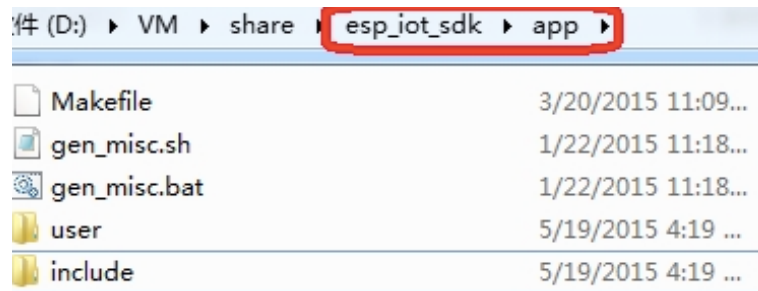 件 (D:) ▸ VM ▸ share ▸ esp_iot_sdk ▸ app ▸
Makefile 3/20/2015 11:09...
gen_misc.sh 1/22/2015 11:18...
gen_misc.bat 1/22/2015 11:18...
user 5/19/2015 4:19 ...
include 5/19/2015 4:19 ...